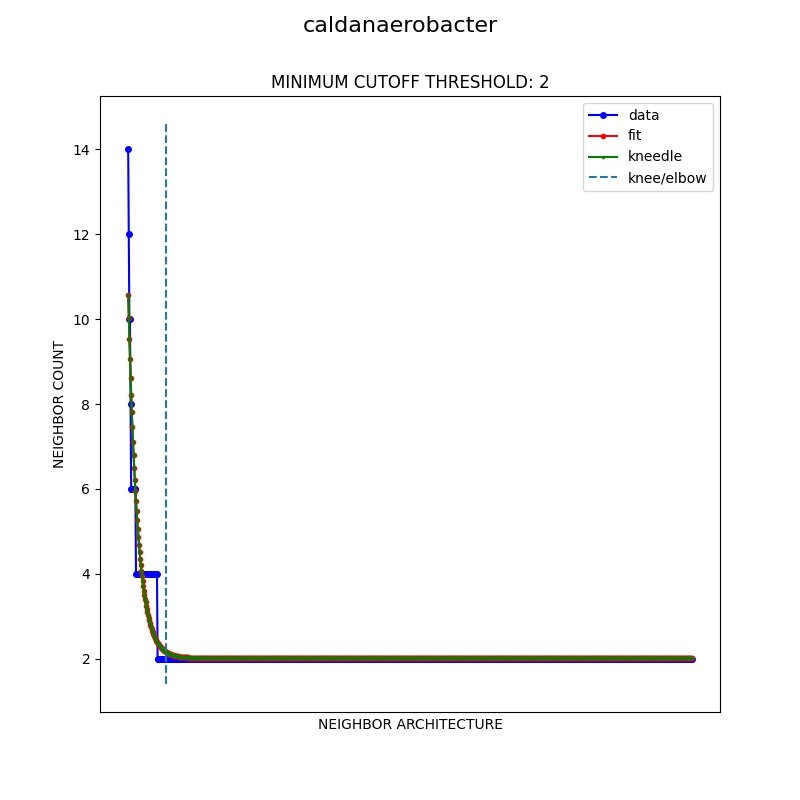 caldanaerobacter
MINIMUM CUTOFF THRESHOLD: 2
data
fit
kneedle
knee/elbow
14
12
10
8
6
4
2
NEIGHBOR COUNT
NEIGHBOR ARCHITECTURE